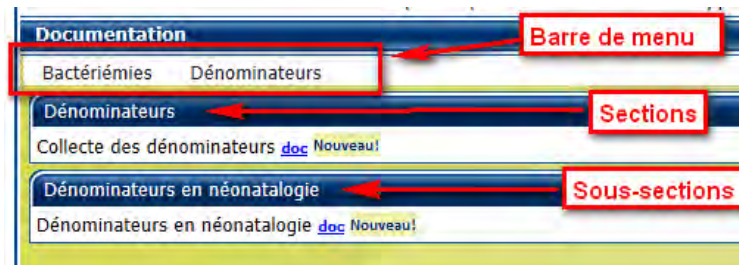 Documentation
Barre de menu
Bactériémies Dénominateurs
Dénominateurs
Sections
Collecte des dénominateurs doc Nouveau!
Dénominateurs en néonatalogie
Sous-sections
Dénominateurs en néonatalogie doc Nouveau!